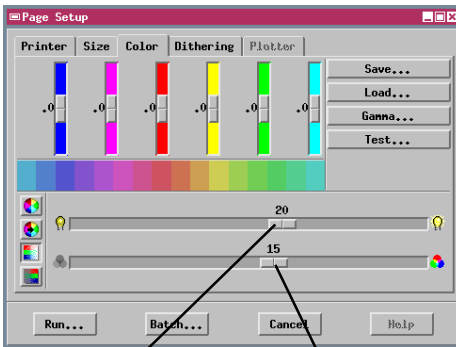 Page Setup
Printer Size Color Dithering Plotter
Save...
Load...
.0 .0 .0 .0 .0 .0
Gamma...
Test...
20
15
Run... Batch... Cancel Help